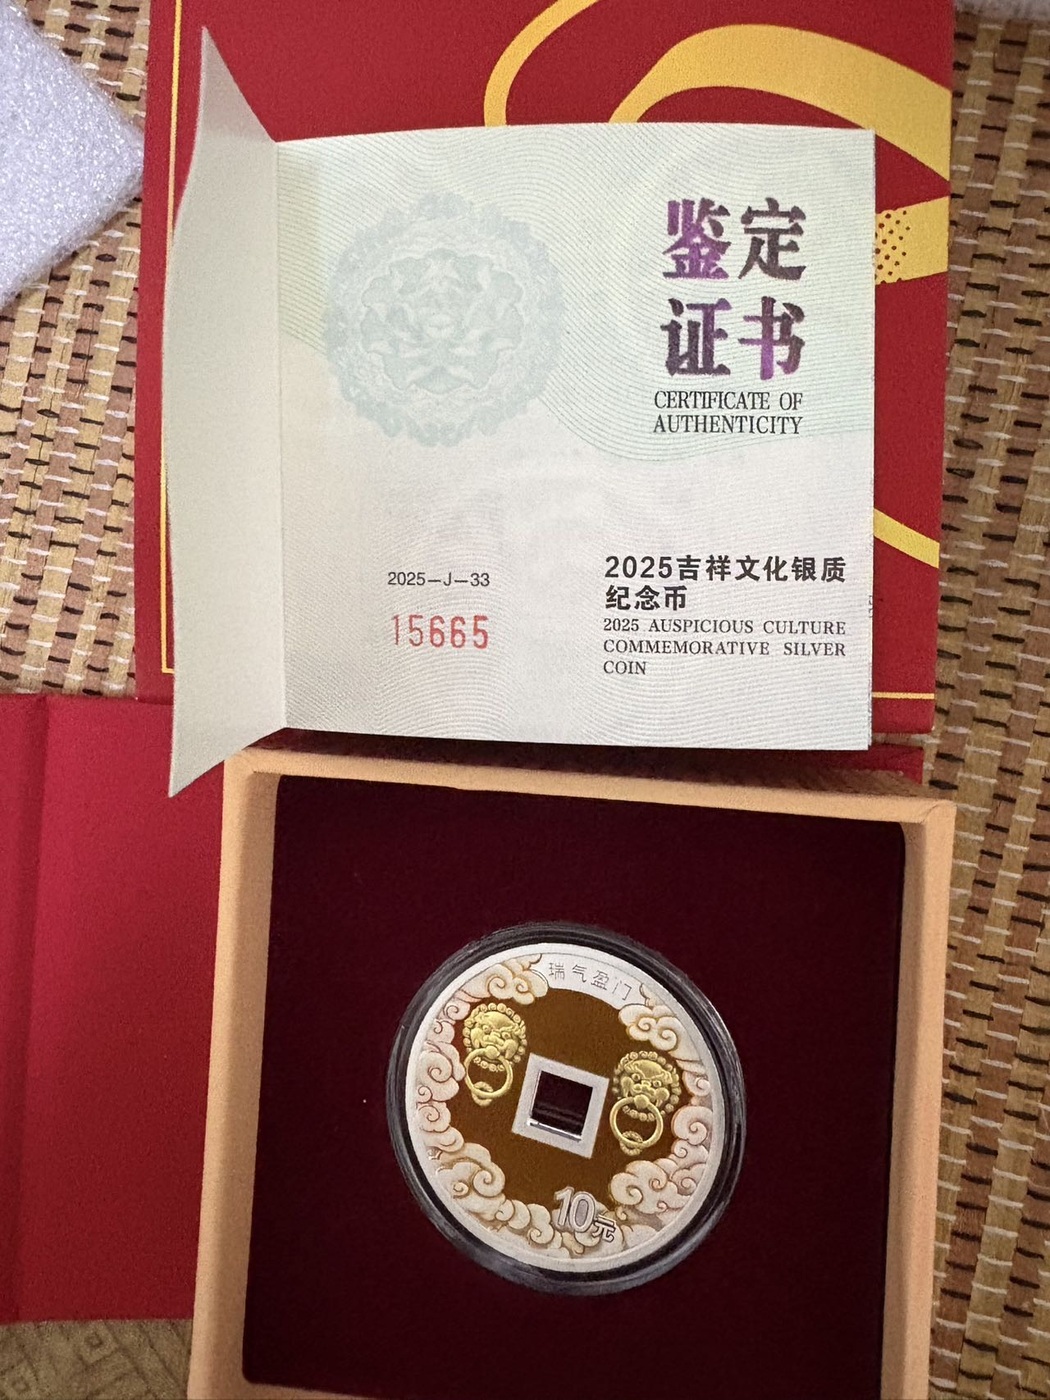 鉴定
证书
CERTIFICATE OF
AUTHENTICITY
2025—J—33
15665
2025吉祥文化银质
纪念币
2025 AUSPICIOUS CULTURE
COMMEMORATIVE SILVER
COIN
瑞气盈门
10元